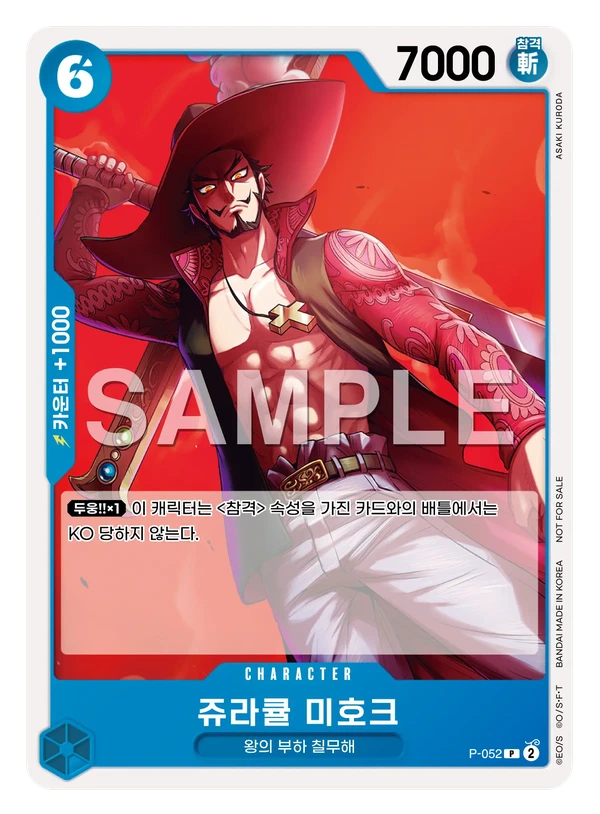 6
7000
참격
斬
ASAKI KURODA
카운터 +1000
SAMPLE
두웅!!×1 이 캐릭터는 <참격> 속성을 가진 카드와의 배틀에서는
KO 당하지 않는다.
CHARACTER
쥬라큘 미호크
왕의 부하 칠무해
P-052 P 2
©EO/S ©O/S·F·T BANDAI MADE IN KOREA NOT FOR SALE